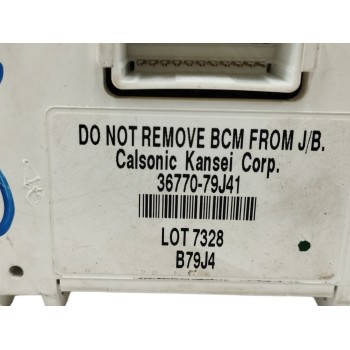 DO NOT REMOVE BCM FROM J/B.
Calsonic Kansei Corp.
36770-79J41
LOT 7328
B79J4